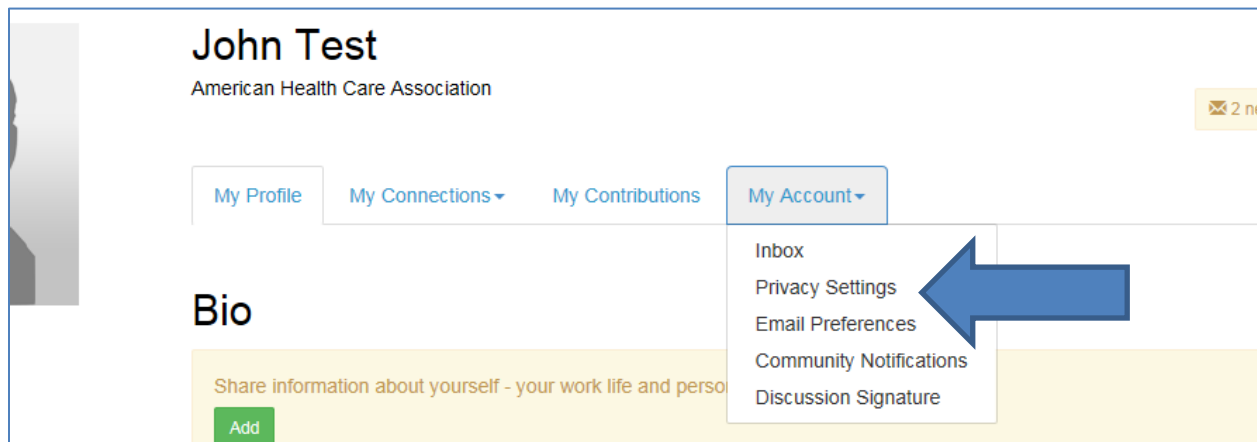 John Test
American Health Care Association
2
My Profile My Connections My Contributions My Account
Inbox
Privacy Settings
Email Preferences
Community Notifications
Discussion Signature
Bio
Share information about yourself - your work life and
Add